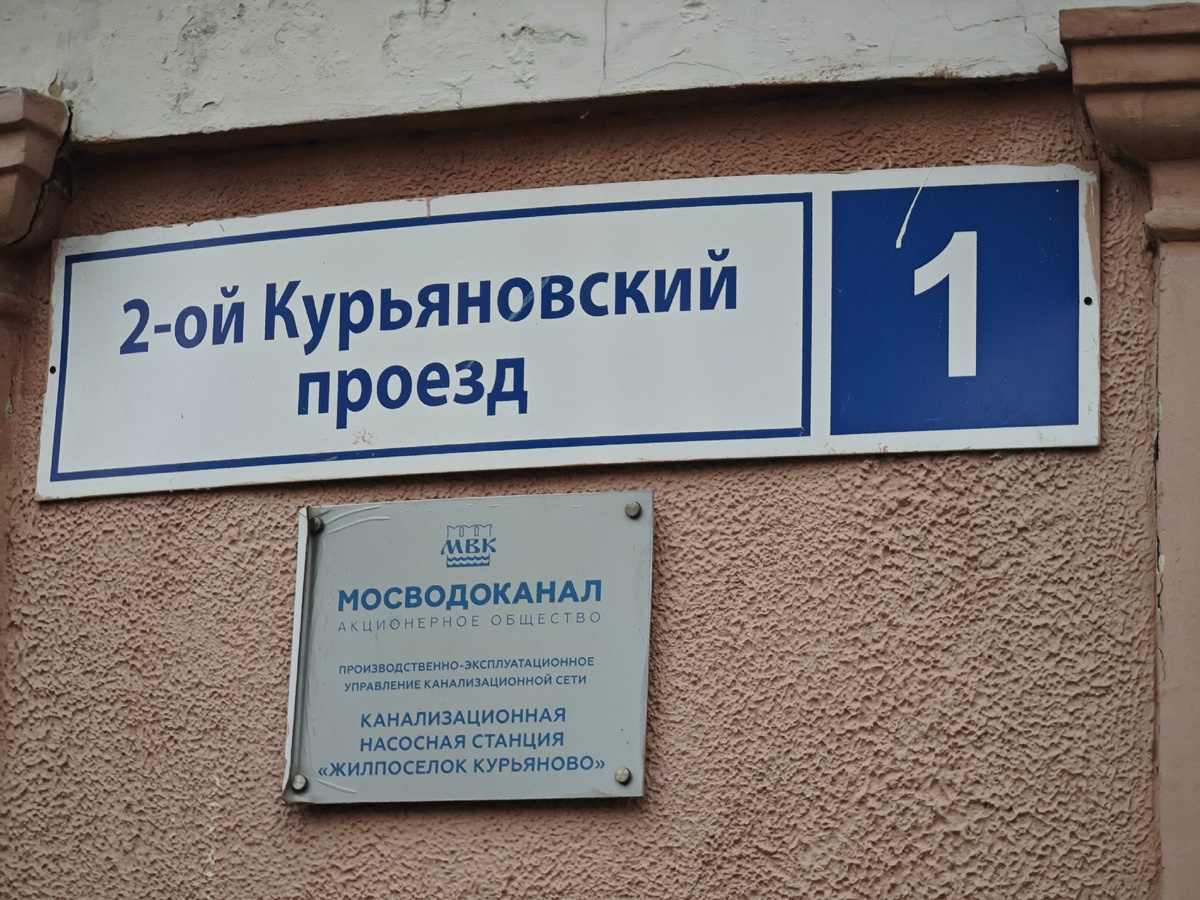 2-ой Курьяновский
проезд
1
МВК
МОСВОДОКАНАЛ
АКЦИОНЕРНОЕ ОБЩЕСТВО
ПРОИЗВОДСТВЕННО-ЭКСПЛУАТАЦИОННОЕ
УПРАВЛЕНИЕ КАНАЛИЗАЦИОННОЙ СЕТИ
КАНАЛИЗАЦИОННАЯ
НАСОСНАЯ СТАНЦИЯ
«ЖИЛПОСЕЛОК КУРЬЯНОВО»